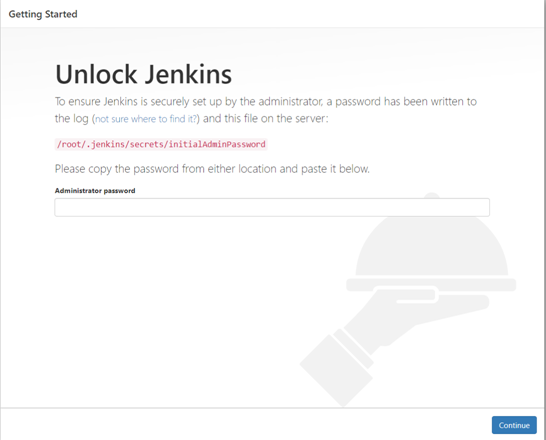 Getting Started
Unlock Jenkins
To ensure Jenkins is securely set up by the administrator, a password has been written to
the log (not sure where to find it?) and this file on the server:
/root/.jenkins/secrets/initialAdminPassword
Please copy the password from either location and paste it below.
Administrator password
Continue